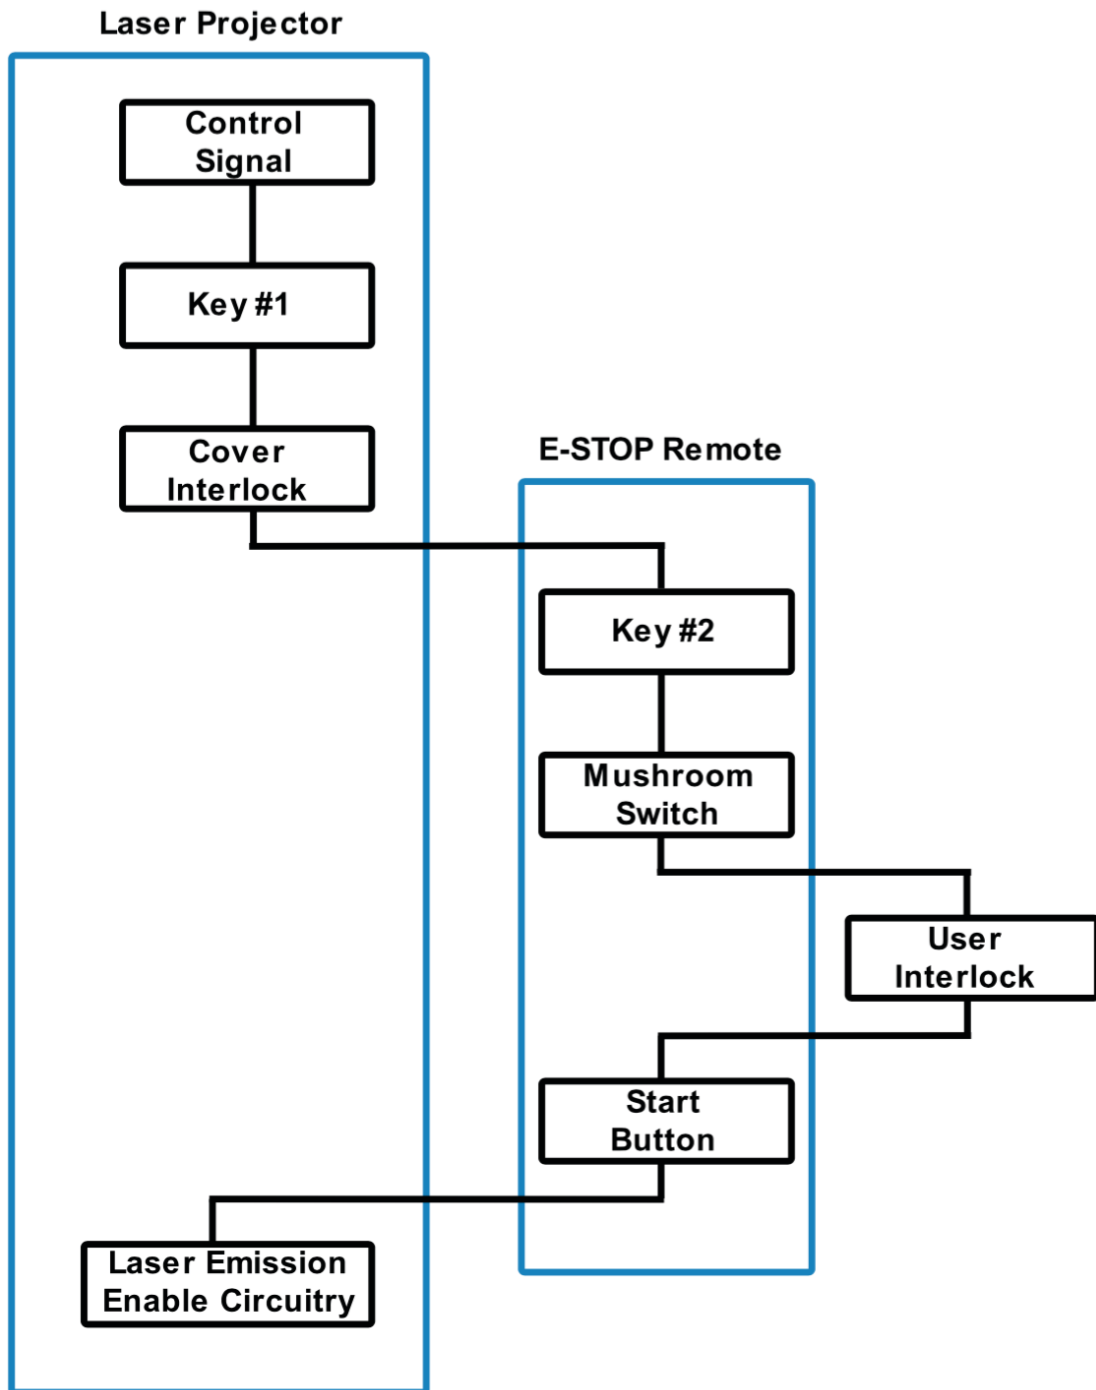 Laser Projector
Control
Signal
Key #1
Cover
Interlock
E-STOP Remote
Key #2
Mushroom
Switch
User
Interlock
Start
Button
Laser Emission
Enable Circuitry